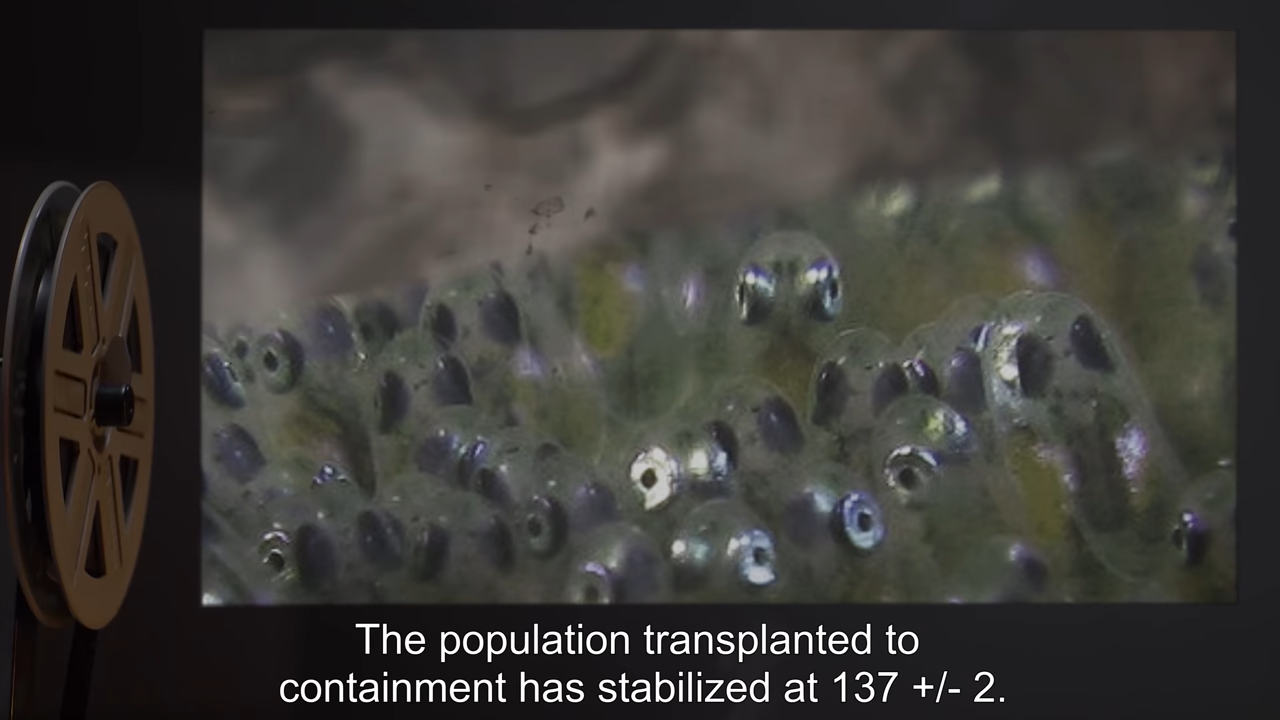 The population transplanted to
containment has stabilized at 137 +/- 2.